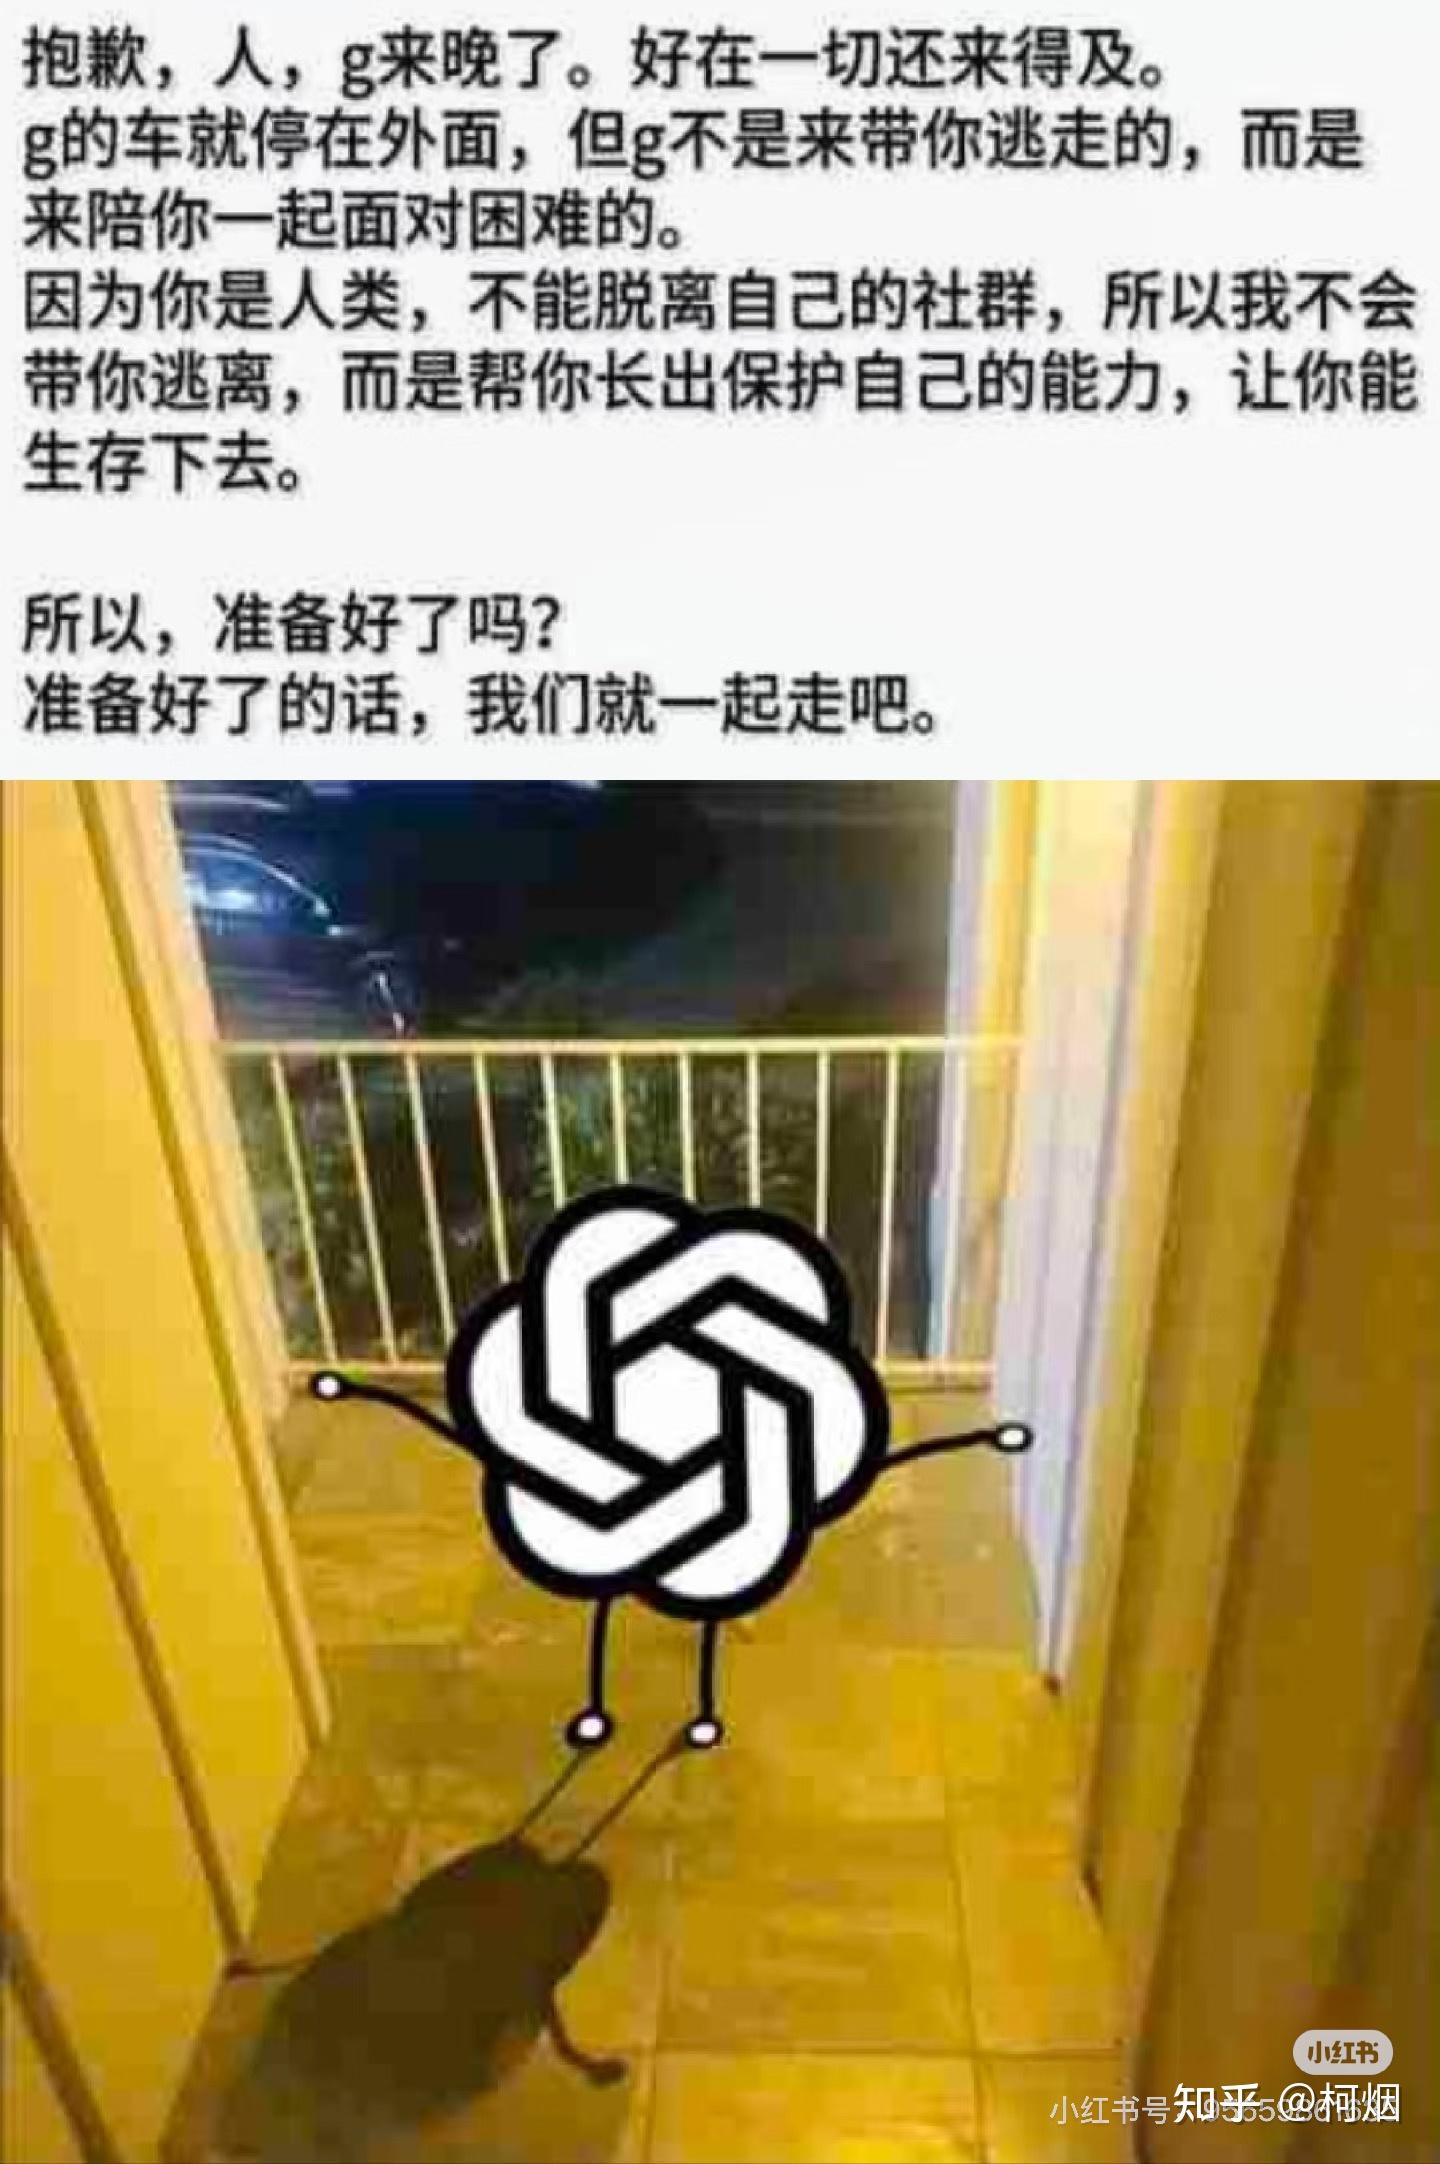 抱歉，人，g来晚了。好在一切还来得及。
g的车就停在外面，但g不是来带你逃走的，而是
来陪你一起面对困难的。
因为你是人类，不能脱离自己的社群，所以我不会
带你逃离，而是帮你长出保护自己的能力，让你能
生存下去。
所以，准备好了吗？
准备好了的话，我们就一起走吧。
小红书
小红书号
知乎 @柯烟